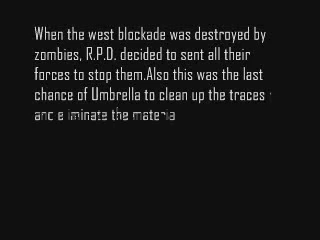 When the west blockade was destroyed by
zombies, R.P.D. decided to sent all their
forces to stop them.Also this was the last
chance of Umbrella to clean up the traces
and eliminate the materia